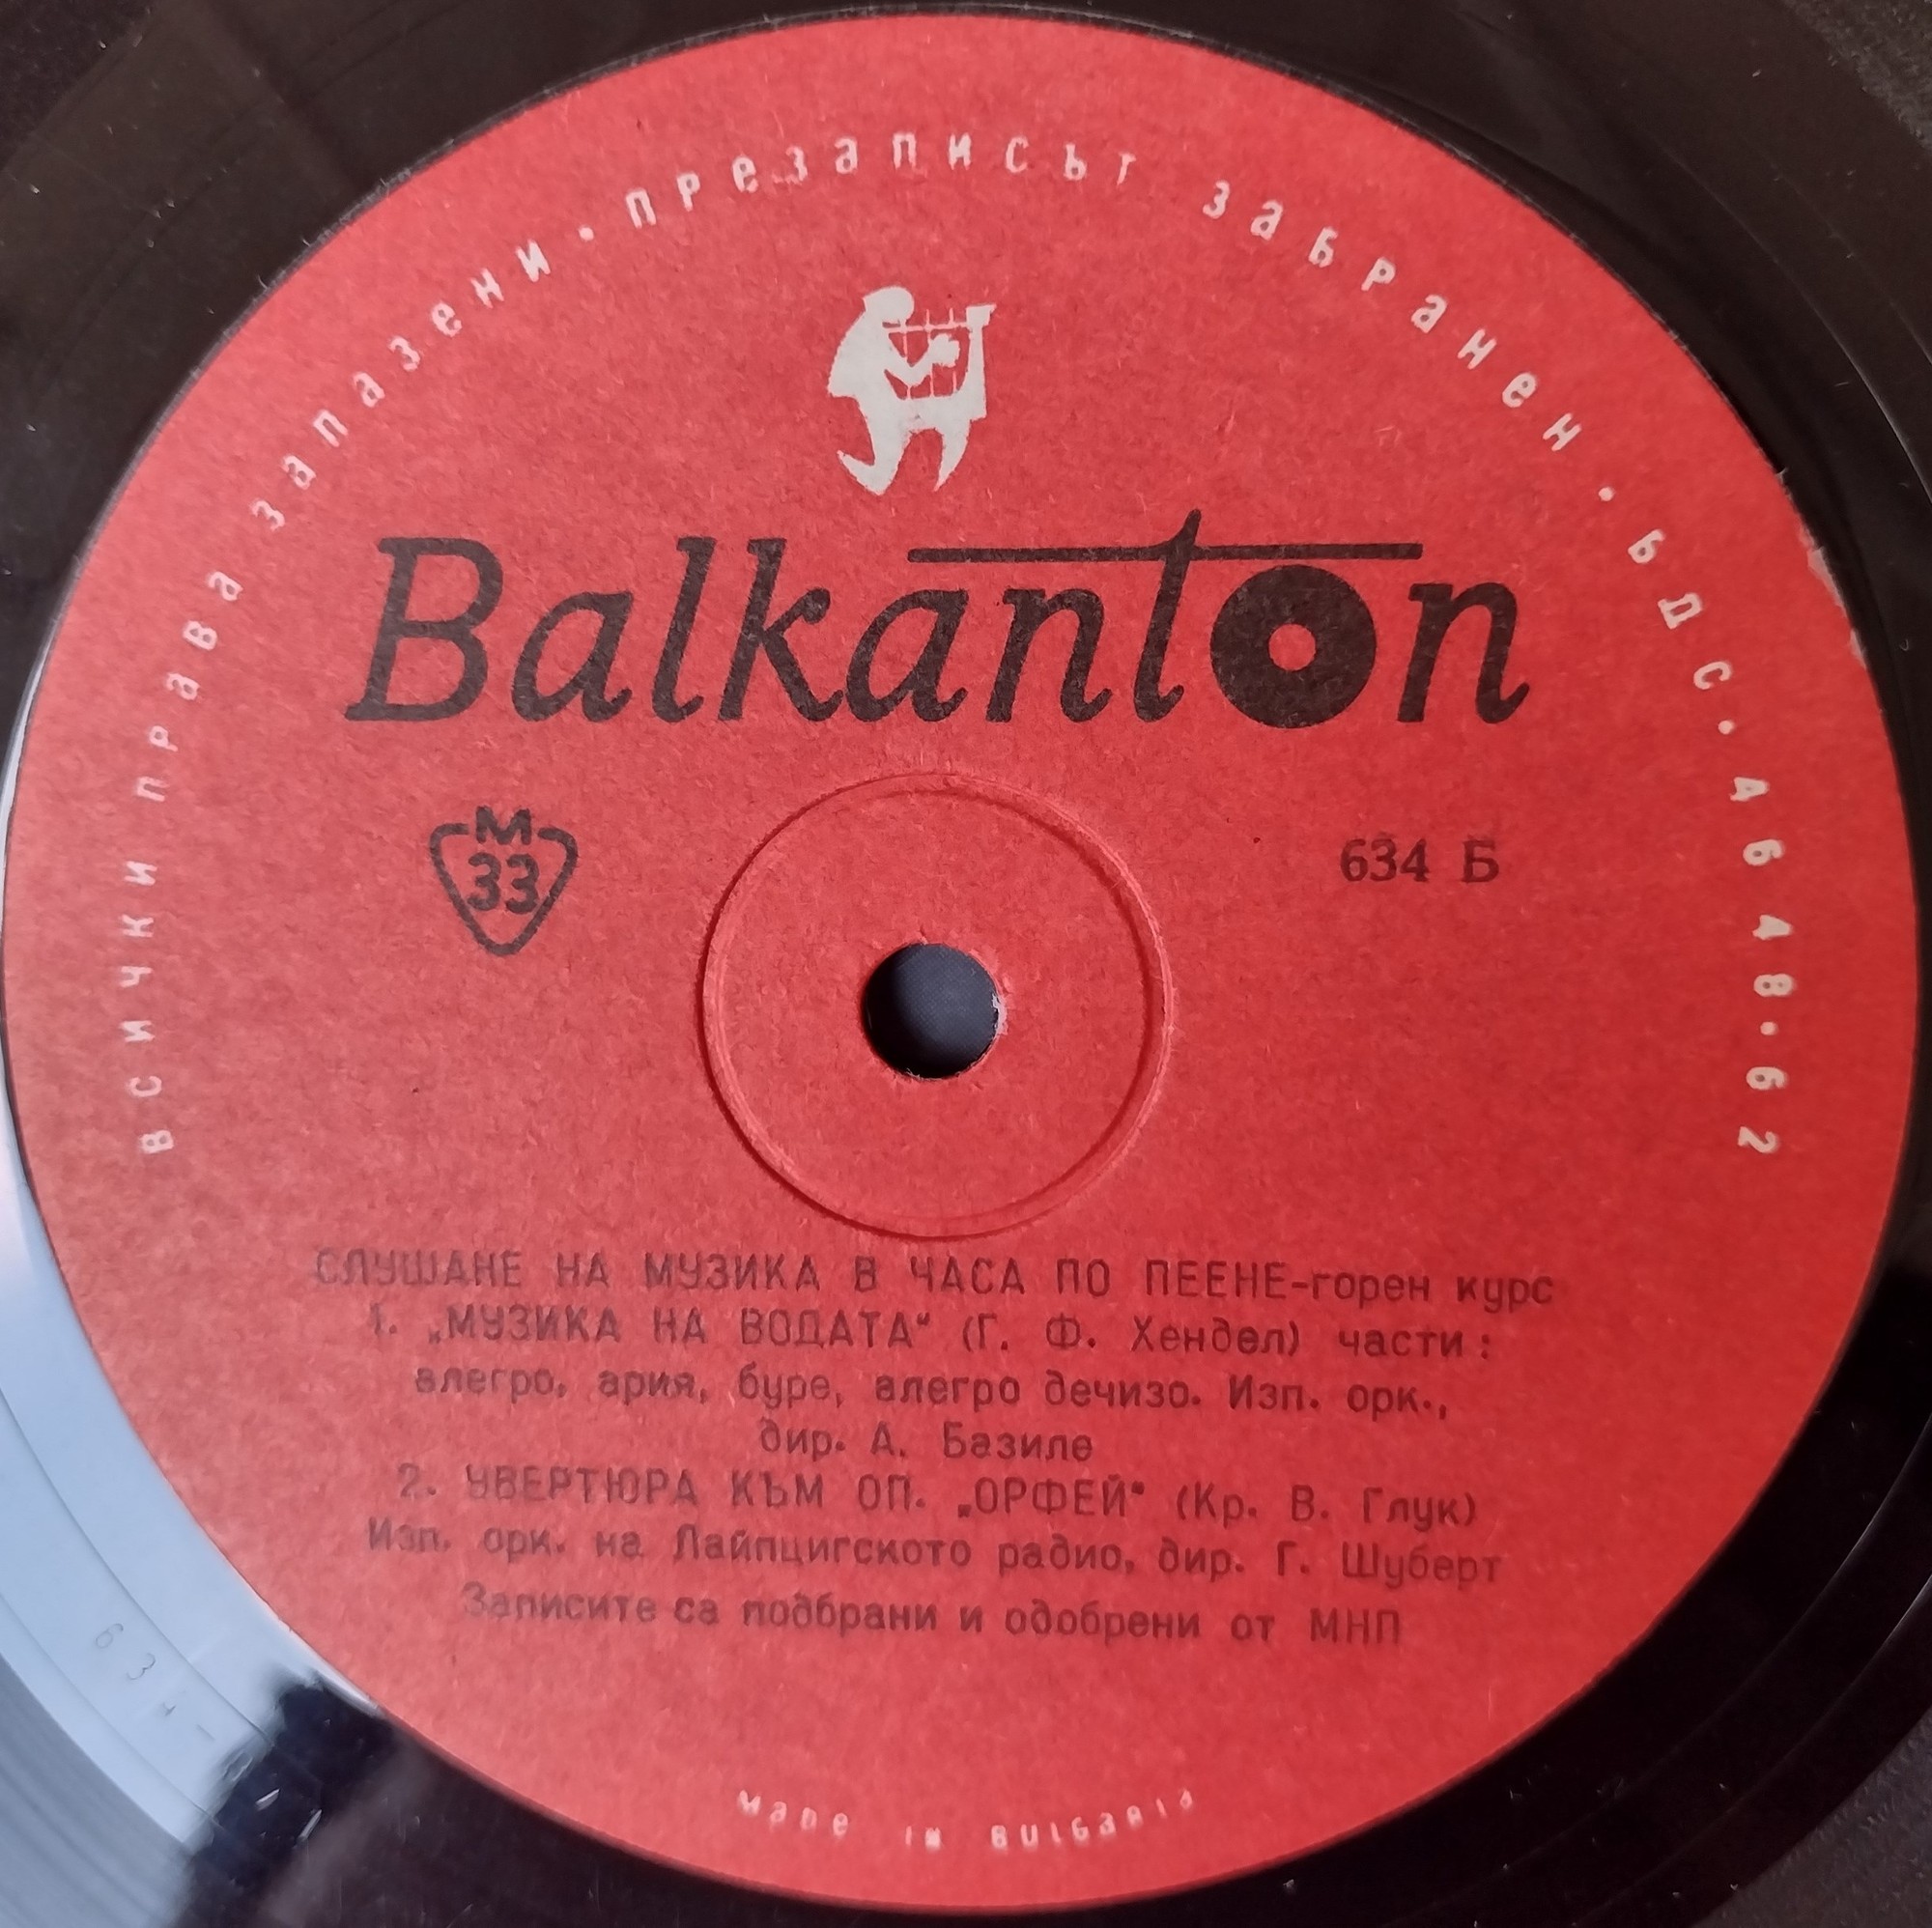 всички права запазени · презаписът забранен · БДС · 46 48 · 62
Balkanton
М
33
634 Б
СЛУШАНЕ НА МУЗИКА В ЧАСА ПО ПЕЕНЕ-горен курс
1. „МУЗИКА НА ВОДАТА“ (Г. Ф. Хендел) части:
алегро, ария, буре, алегро дечизо. Изп. орк.,
дир. А. Базиле
2. УВЕРТЮРА КЪМ ОП. „ОРФЕЙ“ (Кр. В. Глук)
Изп. орк. на Лайпцигското радио, дир. Г. Шуберт
Записите са подбрани и одобрени от МНП
made in BULGARIA